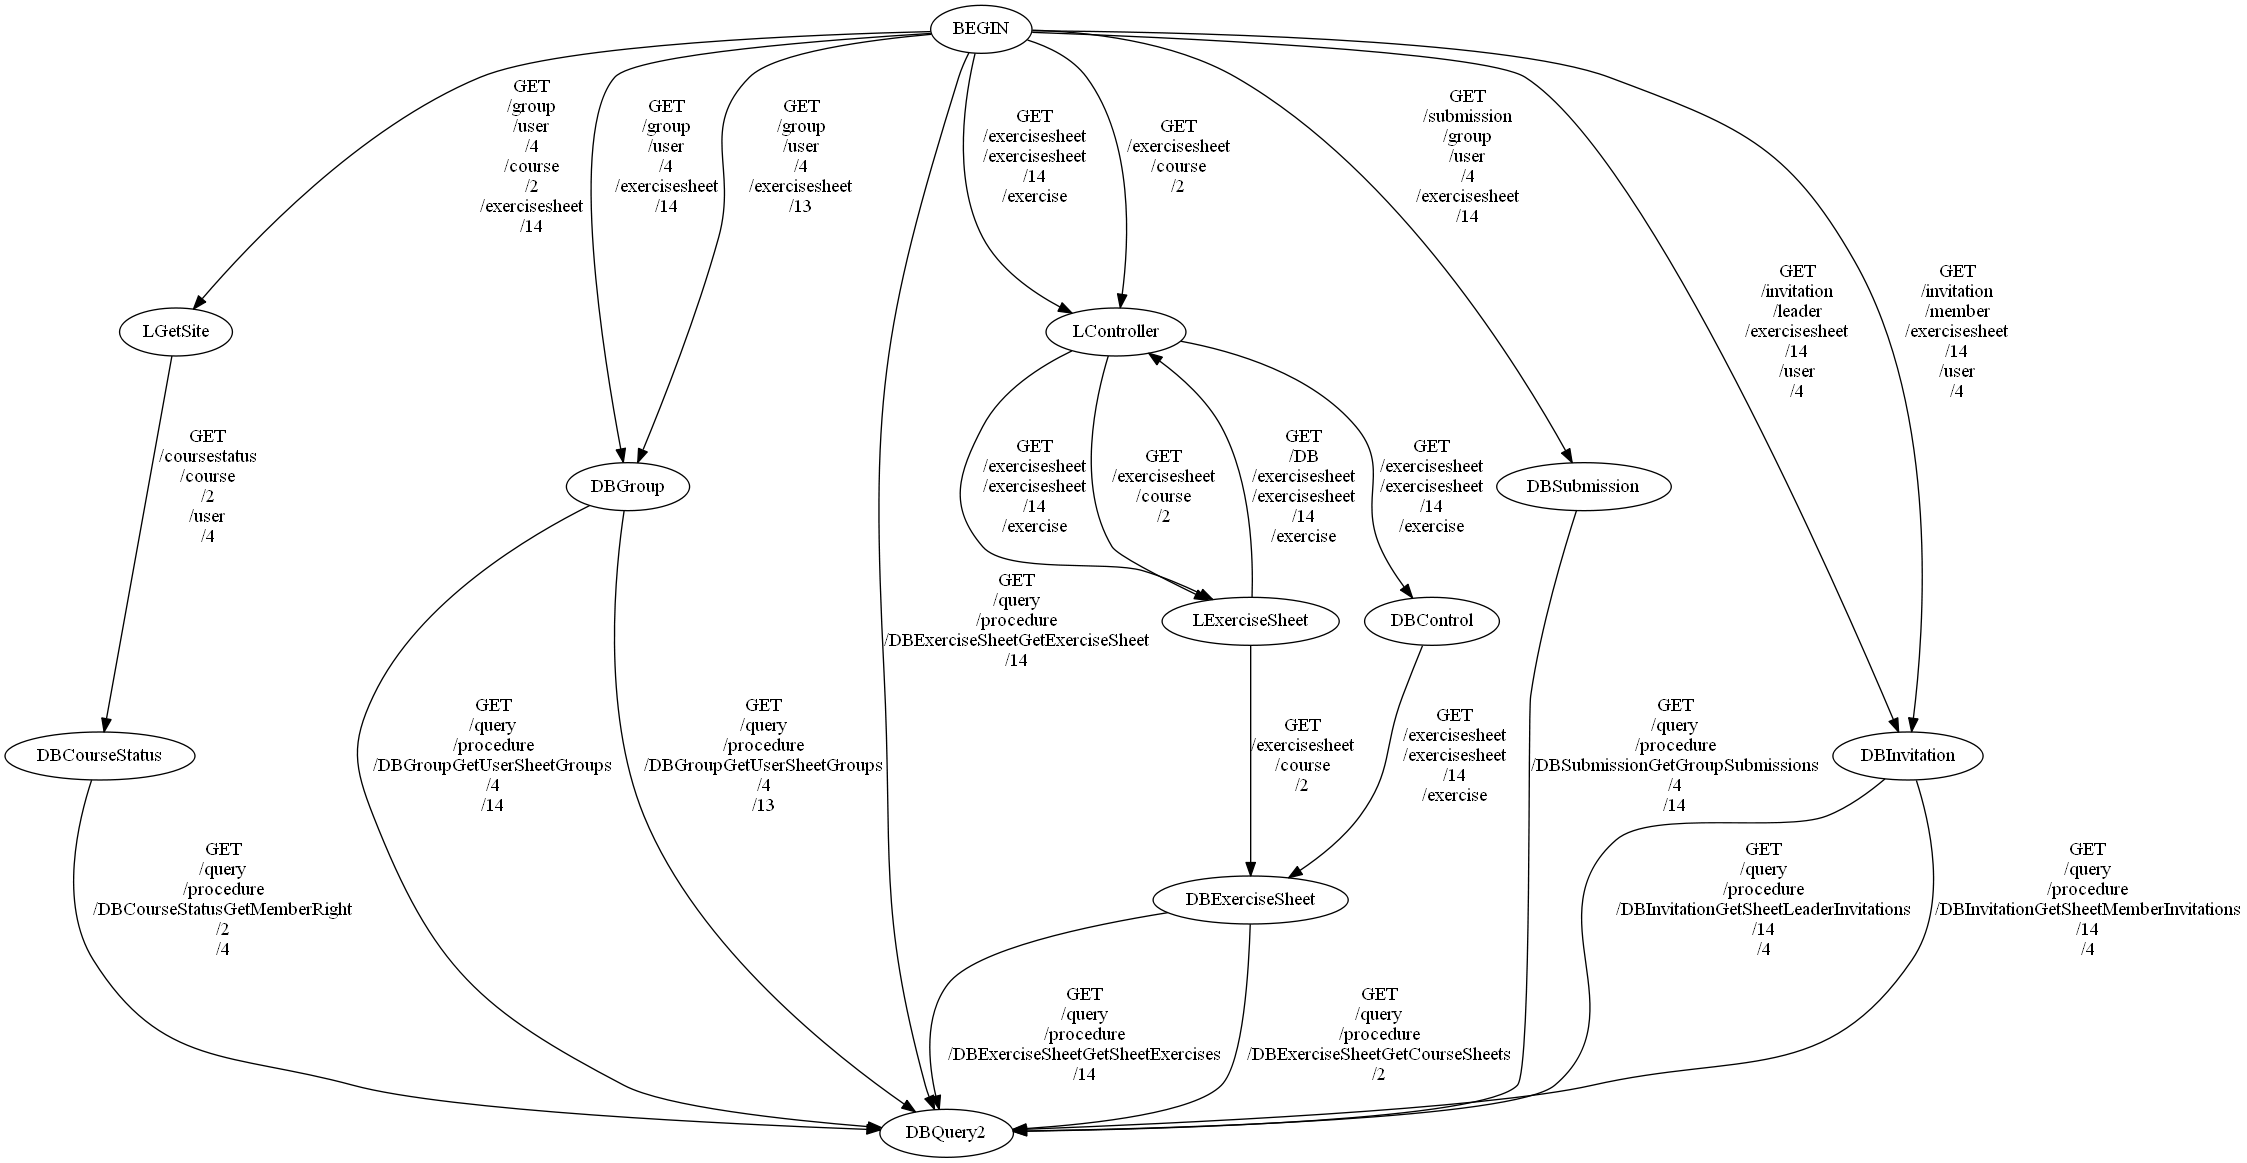 BEGIN
GET
/group
/user
/4
/course
/2
/exercisesheet
/14
GET
/group
/user
/4
/exercisesheet
/14
GET
/group
/user
/4
/exercisesheet
/13
GET
/exercisesheet
/exercisesheet
/14
/exercise
GET
/exercisesheet
/course
/2
GET
/submission
/group
/user
/4
/exercisesheet
/14
GET
/invitation
/leader
/exercisesheet
/14
/user
/4
GET
/invitation
/member
/exercisesheet
/14
/user
/4
LGetSite
LController
GET
/coursestatus
/course
/2
/user
/4
DBGroup
GET
/exercisesheet
/exercisesheet
/14
/exercise
GET
/exercisesheet
/course
/2
GET
/DB
/exercisesheet
/exercisesheet
/14
/exercise
GET
/exercisesheet
/exercisesheet
/14
/exercise
DBSubmission
GET
/query
/procedure
/DBExerciseSheetGetExerciseSheet
/14
LExerciseSheet
DBControl
DBCourseStatus
GET
/query
/procedure
/DBGroupGetUserSheetGroups
/4
/14
GET
/query
/procedure
/DBGroupGetUserSheetGroups
/4
/13
GET
/exercisesheet
/course
/2
GET
/exercisesheet
/exercisesheet
/14
/exercise
GET
/query
/procedure
/DBSubmissionGetGroupSubmissions
/4
/14
DBInvitation
GET
/query
/procedure
/DBCourseStatusGetMemberRight
/2
/4
DBExerciseSheet
GET
/query
/procedure
/DBInvitationGetSheetLeaderInvitations
/14
/4
GET
/query
/procedure
/DBInvitationGetSheetMemberInvitations
/14
/4
GET
/query
/procedure
/DBExerciseSheetGetSheetExercises
/14
GET
/query
/procedure
/DBExerciseSheetGetCourseSheets
/2
DBQuery2